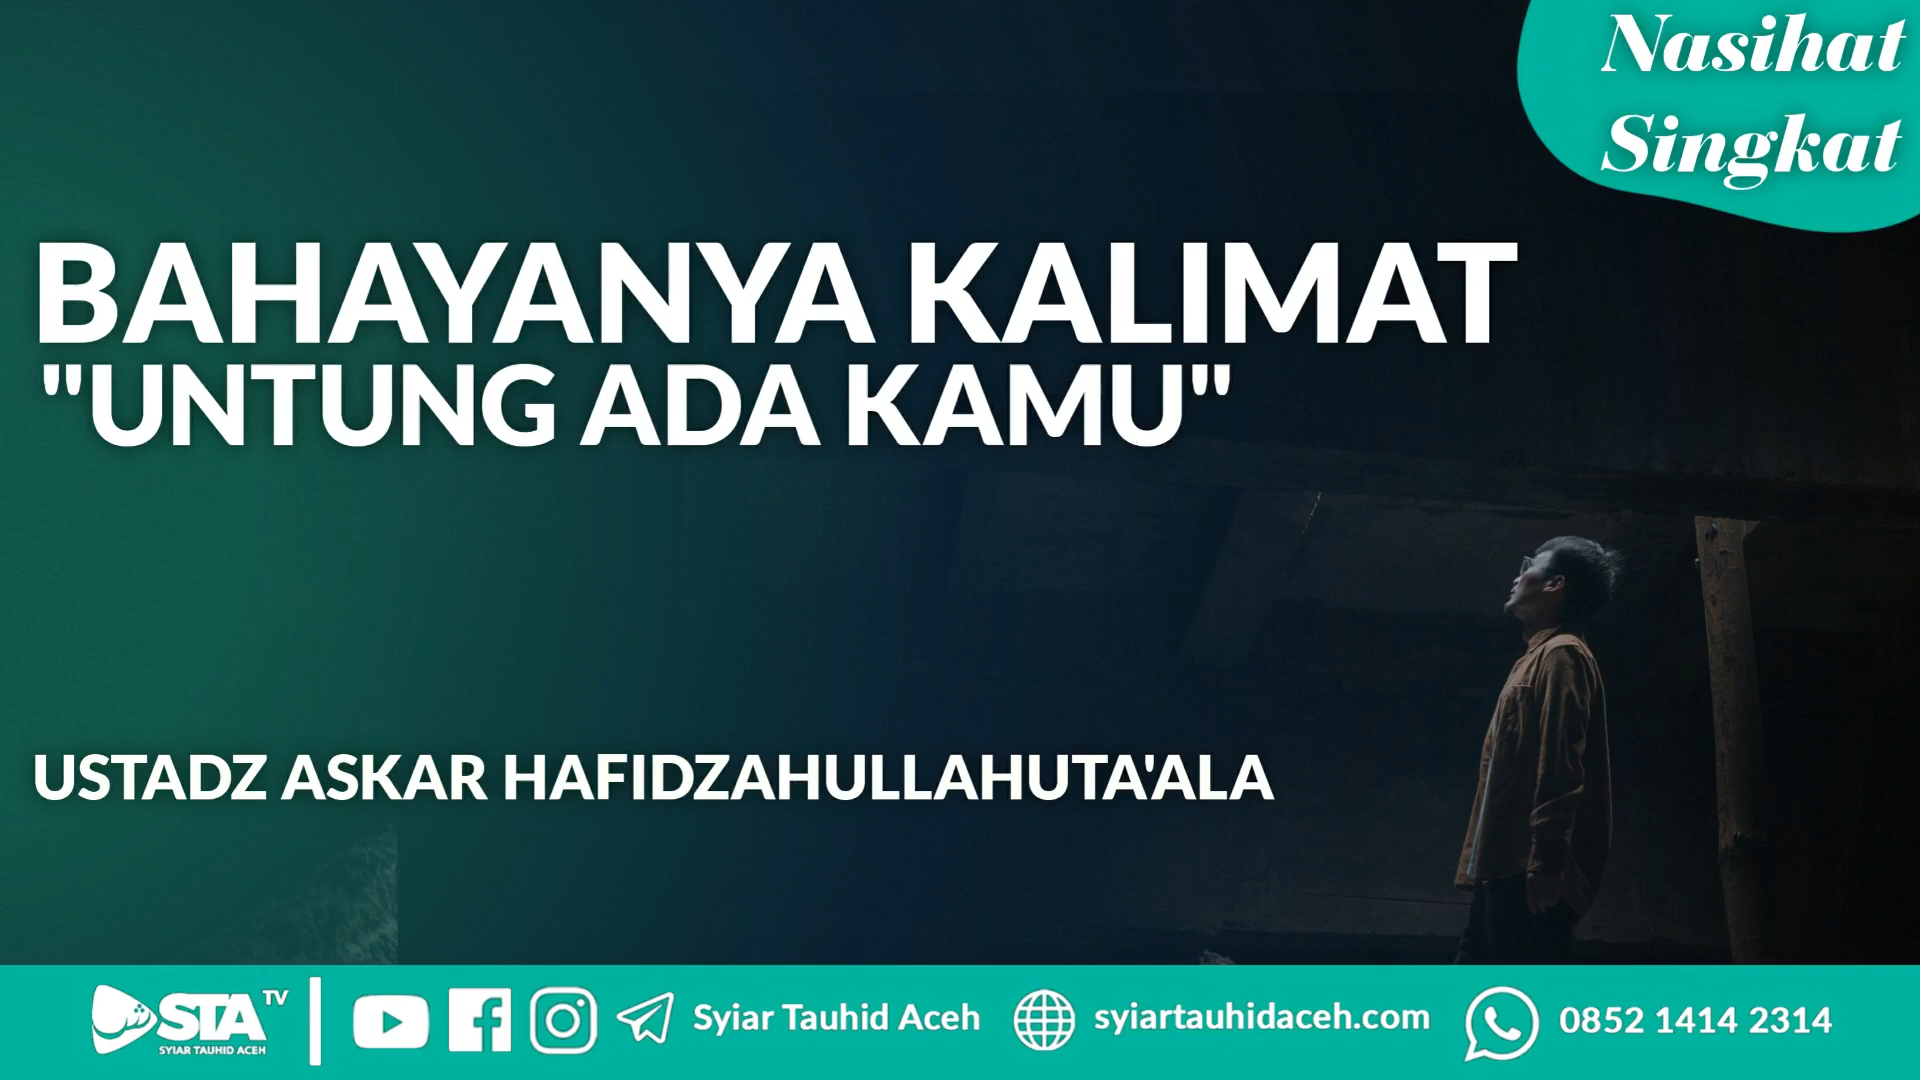 Nasihat
Singkat
BAHAYANYA KALIMAT
"UNTUNG ADA KAMU"
USTADZ ASKAR HAFIDZAHULLAHUTA'ALA
STA TV
SYIAR TAUHID ACEH
Syiar Tauhid Aceh
syiartauhidaceh.com
0852 1414 2314